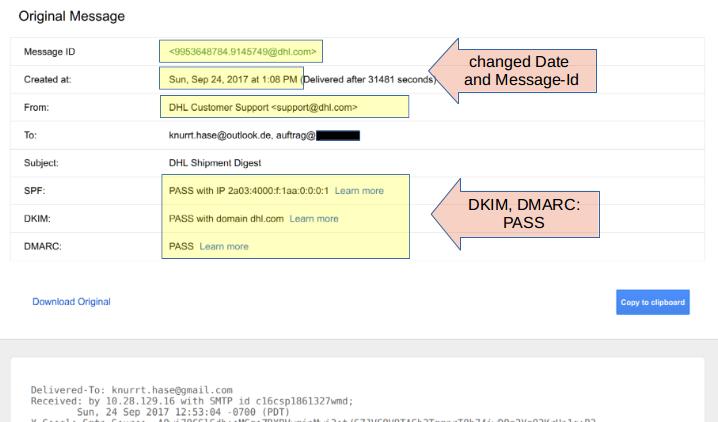 Original Message
Message ID <9953648784.9145749@dhl.com>
changed Date
and Message-Id
Created at: Sun, Sep 24, 2017 at 1:08 PM (Delivered after 31481 seconds)
From: DHL Customer Support <support@dhl.com>
To: knurrt.hase@outlook.de, auftrag@
Subject: DHL Shipment Digest
SPF: PASS with IP 2a03:4000:f:1aa:0:0:0:1 Learn more
DKIM, DMARC:
PASS
DKIM: PASS with domain dhl.com Learn more
DMARC: PASS Learn more
Download Original Copy to clipboard
Delivered-To: knurrt.hase@gmail.com
Received: by 10.28.129.16 with SMTP id c16csp1861327wmd;
Sun, 24 Sep 2017 12:53:04 -0700 (PDT)